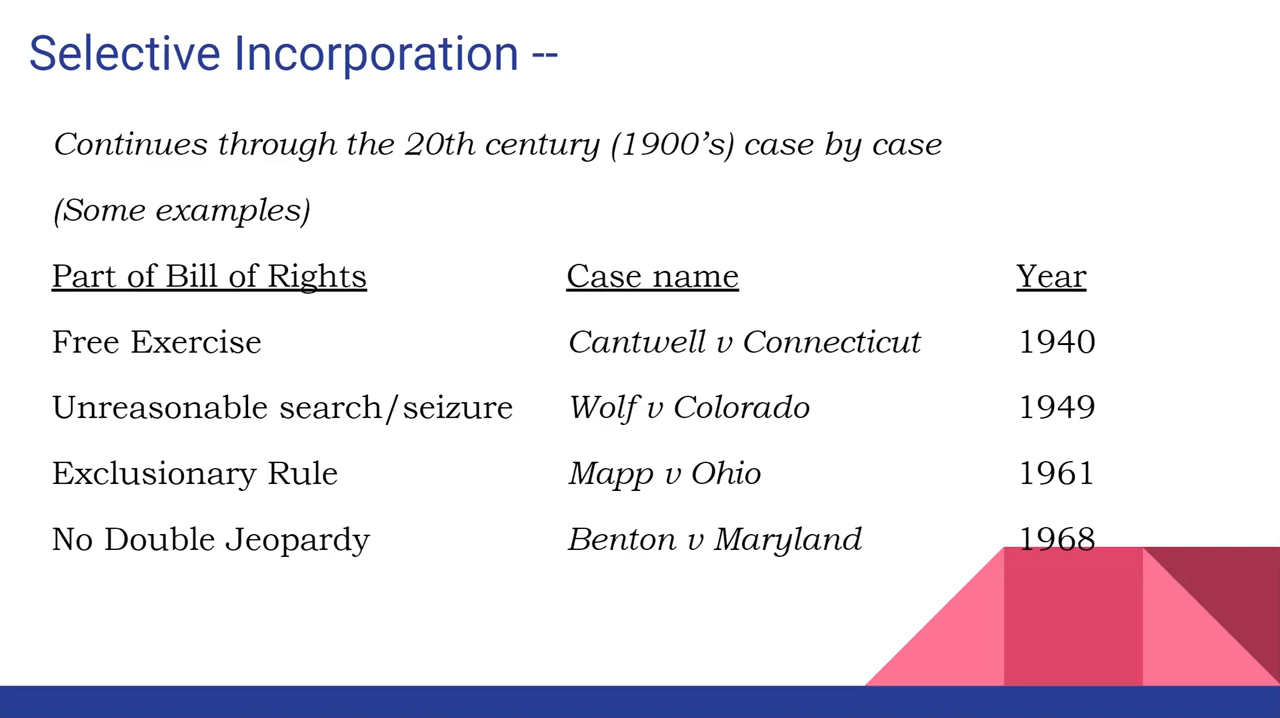 Selective Incorporation --
Continues through the 20th century (1900’s) case by case
(Some examples)
Part of Bill of Rights Case name Year
Free Exercise Cantwell v Connecticut 1940
Unreasonable search/seizure Wolf v Colorado 1949
Exclusionary Rule Mapp v Ohio 1961
No Double Jeopardy Benton v Maryland 1968